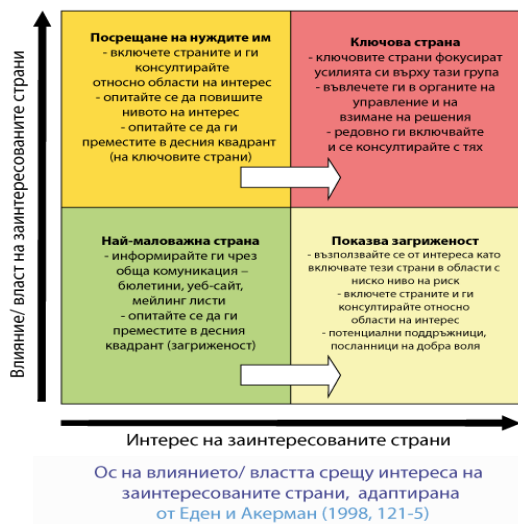 Влияние/ власт на заинтересованите страни
Посрещане на нуждите им
- включете страните и ги
консултирайте
относно области на интерес
- опитайте се да повишите
нивото на интерес
- опитайте се да ги
преместите в десния квадрант
(на ключовите страни)
Ключова страна
- ключовите страни фокусират
усилията си върху тази група
- въвлечете ги в органите на
управление и на
взимане на решения
- редовно ги включвайте
и се консултирайте с тях
Най-маловажна страна
- информирайте ги чрез
обща комуникация –
бюлетини, уеб-сайт,
мейлинг листи
- опитайте се да ги
преместите в десния
квадрант (загриженост)
Показва загриженост
- възползвайте се от интереса като
включвате тези страни в области с
ниско ниво на риск
- включете страните и ги
консултирайте относно
области на интерес
- потенциални поддръжници,
посланници на добра воля
Интерес на заинтересованите страни
Ос на влиянието/ властта срещу интереса на
заинтересованите страни, адаптирана
от Еден и Акерман (1998, 121-5)